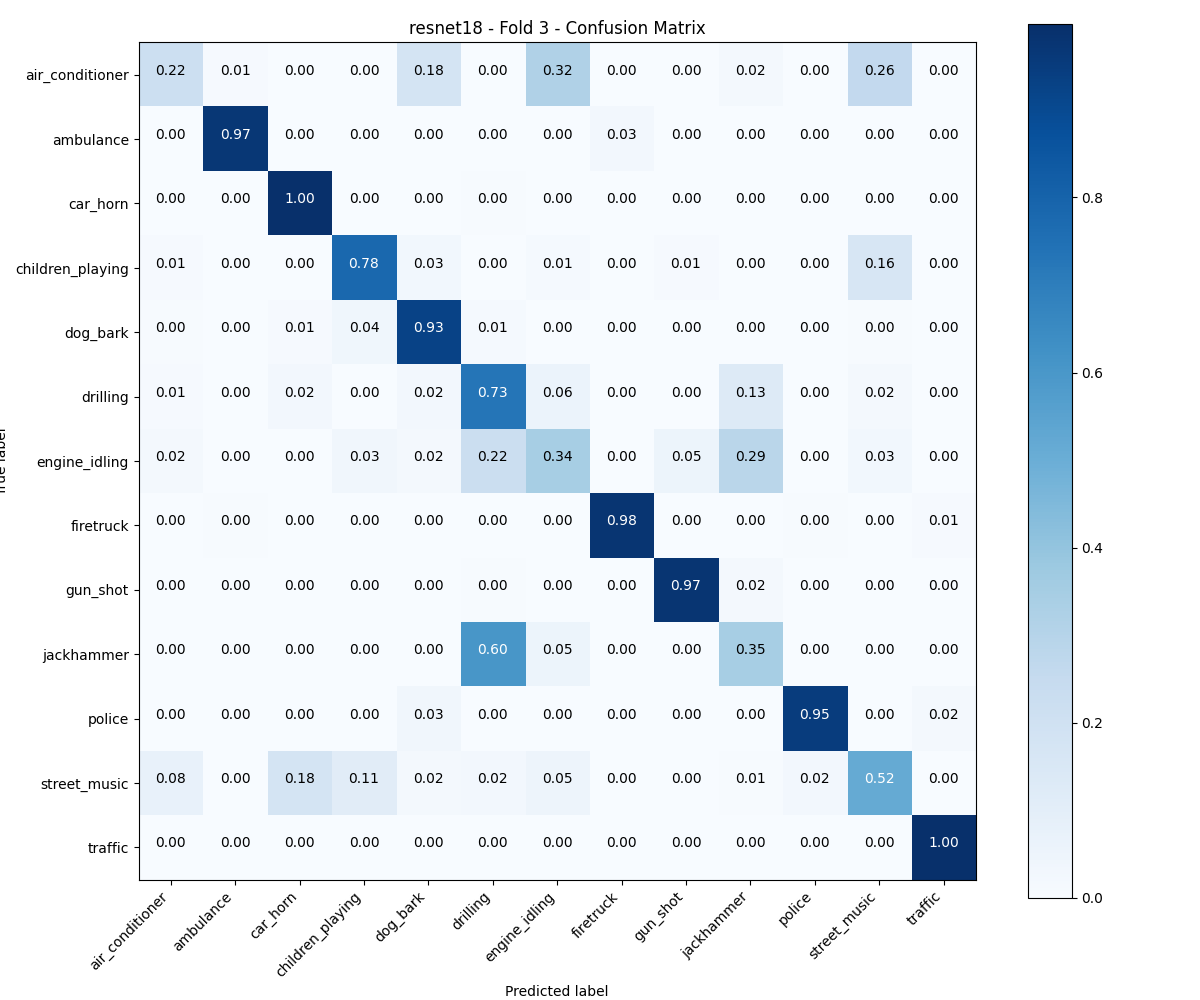 resnet18 - Fold 3 - Confusion Matrix
air_conditioner 0.22 0.01 0.00 0.00 0.18 0.00 0.32 0.00 0.00 0.02 0.00 0.26 0.00
ambulance 0.00 0.97 0.00 0.00 0.00 0.00 0.00 0.03 0.00 0.00 0.00 0.00 0.00
car_horn 0.00 0.00 1.00 0.00 0.00 0.00 0.00 0.00 0.00 0.00 0.00 0.00 0.00
0.8
children_playing 0.01 0.00 0.00 0.78 0.03 0.00 0.01 0.00 0.01 0.00 0.00 0.16 0.00
dog_bark 0.00 0.00 0.01 0.04 0.93 0.01 0.00 0.00 0.00 0.00 0.00 0.00 0.00
0.6
drilling 0.01 0.00 0.02 0.00 0.02 0.73 0.06 0.00 0.00 0.13 0.00 0.02 0.00
True label
engine_idling 0.02 0.00 0.00 0.03 0.02 0.22 0.34 0.00 0.05 0.29 0.00 0.03 0.00
firetruck 0.00 0.00 0.00 0.00 0.00 0.00 0.00 0.98 0.00 0.00 0.00 0.00 0.01
0.4
gun_shot 0.00 0.00 0.00 0.00 0.00 0.00 0.00 0.00 0.97 0.02 0.00 0.00 0.00
jackhammer 0.00 0.00 0.00 0.00 0.00 0.60 0.05 0.00 0.00 0.35 0.00 0.00 0.00
police 0.00 0.00 0.00 0.00 0.03 0.00 0.00 0.00 0.00 0.00 0.95 0.00 0.02
0.2
street_music 0.08 0.00 0.18 0.11 0.02 0.02 0.05 0.00 0.00 0.01 0.02 0.52 0.00
traffic 0.00 0.00 0.00 0.00 0.00 0.00 0.00 0.00 0.00 0.00 0.00 0.00 1.00
0.0
air_conditioner ambulance car_horn children_playing dog_bark drilling engine_idling firetruck gun_shot jackhammer police street_music traffic
Predicted label